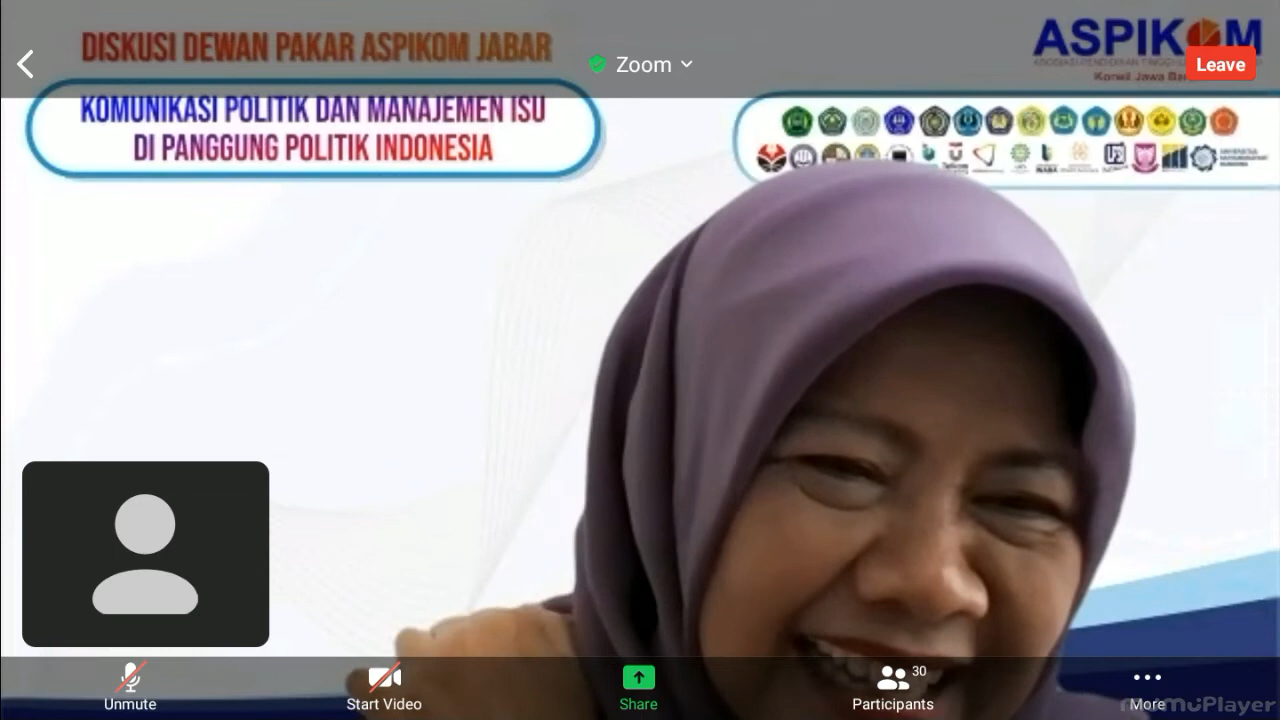 DISKUSI DEWAN PAKAR ASPIKOM JABAR
Zoom
ASPIKOM
Leave
KOMUNIKASI POLITIK DAN MANAJEMEN ISU
DI PANGGUNG POLITIK INDONESIA
Unmute
Start Video
Share
Participants
30
More
MuMuPlayer